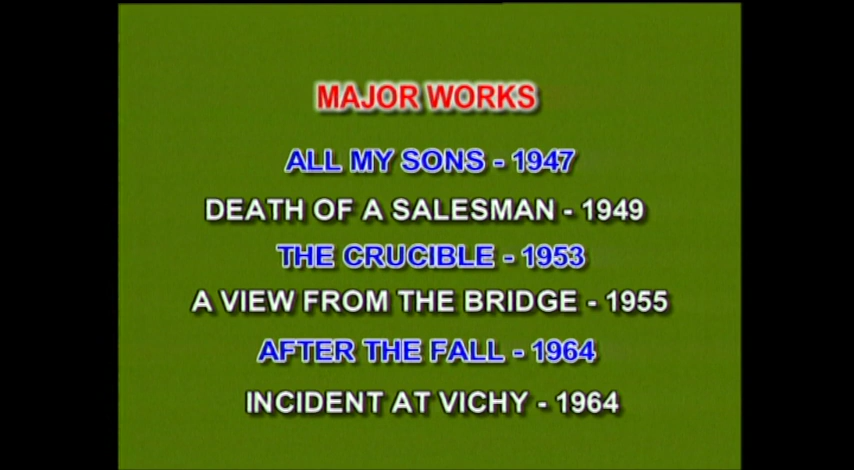 MAJOR WORKS
ALL MY SONS - 1947
DEATH OF A SALESMAN - 1949
THE CRUCIBLE - 1953
A VIEW FROM THE BRIDGE - 1955
AFTER THE FALL - 1964
INCIDENT AT VICHY - 1964